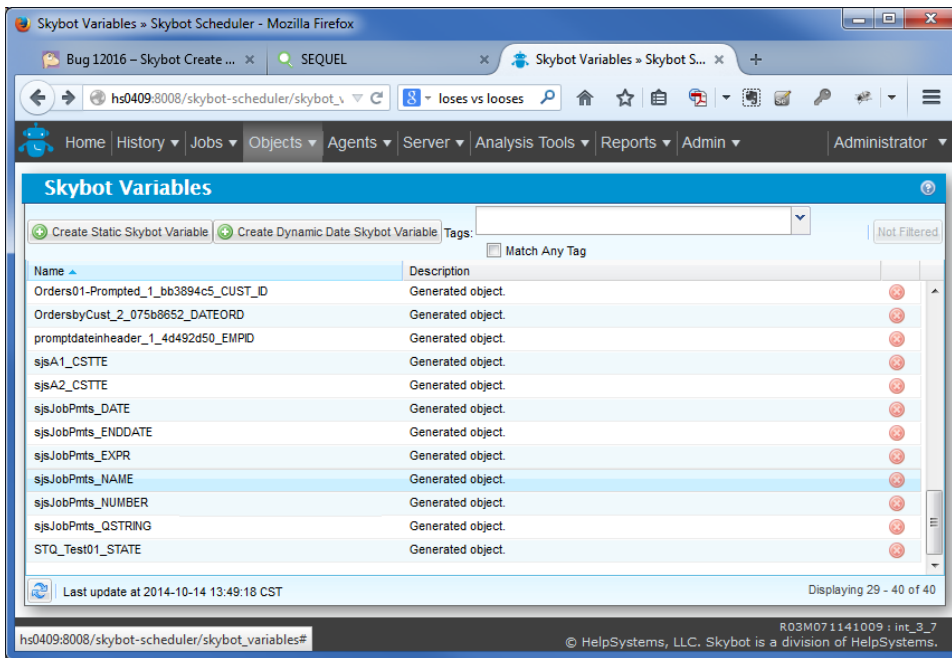 Skybot Variables » Skybot Scheduler - Mozilla Firefox
Bug 12016 – Skybot Create ... × SEQUEL × Skybot Variables » Skybot S... × +
hs0409:8008/skybot-scheduler/skybot_v loses vs looses
Home History Jobs Objects Agents Server Analysis Tools Reports Admin Administrator
Skybot Variables
Create Static Skybot Variable Create Dynamic Date Skybot Variable Tags: Not Filtered
Match Any Tag
Name Description
Orders01-Prompted_1_bb3894c5_CUST_ID Generated object.
OrdersbyCust_2_075b8652_DATEORD Generated object.
promptdateinheader_1_4d492d50_EMPID Generated object.
sjsA1_CSTTE Generated object.
sjsA2_CSTTE Generated object.
sjsJobPmts_DATE Generated object.
sjsJobPmts_ENDDATE Generated object.
sjsJobPmts_EXPR Generated object.
sjsJobPmts_NAME Generated object.
sjsJobPmts_NUMBER Generated object.
sjsJobPmts_QSTRING Generated object.
STQ_Test01_STATE Generated object.
Last update at 2014-10-14 13:49:18 CST Displaying 29 - 40 of 40
R03M071141009 : int_3_7
hs0409:8008/skybot-scheduler/skybot_variables# © HelpSystems, LLC. Skybot is a division of HelpSystems.